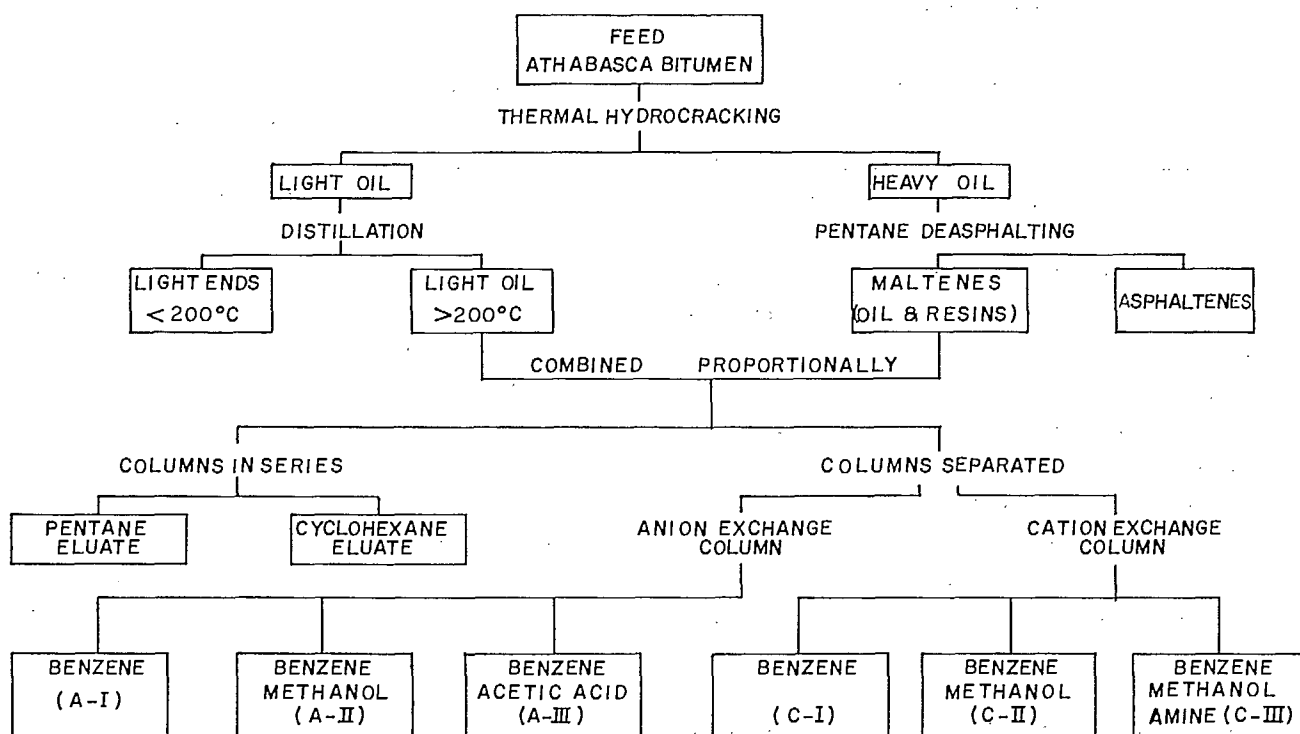 FEED
ATHABASCA BITUMEN
THERMAL HYDROCRACKING
LIGHT OIL
HEAVY OIL
DISTILLATION
PENTANE DEASPHALTING
LIGHT ENDS
<200°C
LIGHT OIL
>200°C
MALTENES
(OIL & RESINS)
ASPHALTENES
COMBINED PROPORTIONALLY
COLUMNS IN SERIES
COLUMNS SEPARATED
PENTANE
ELUATE
CYCLOHEXANE
ELUATE
ANION EXCHANGE
COLUMN
CATION EXCHANGE
COLUMN
BENZENE
(A-I)
BENZENE
METHANOL
(A-II)
BENZENE
ACETIC ACID
(A-III)
BENZENE
(C-I)
BENZENE
METHANOL
(C-II)
BENZENE
METHANOL
AMINE (C-III)